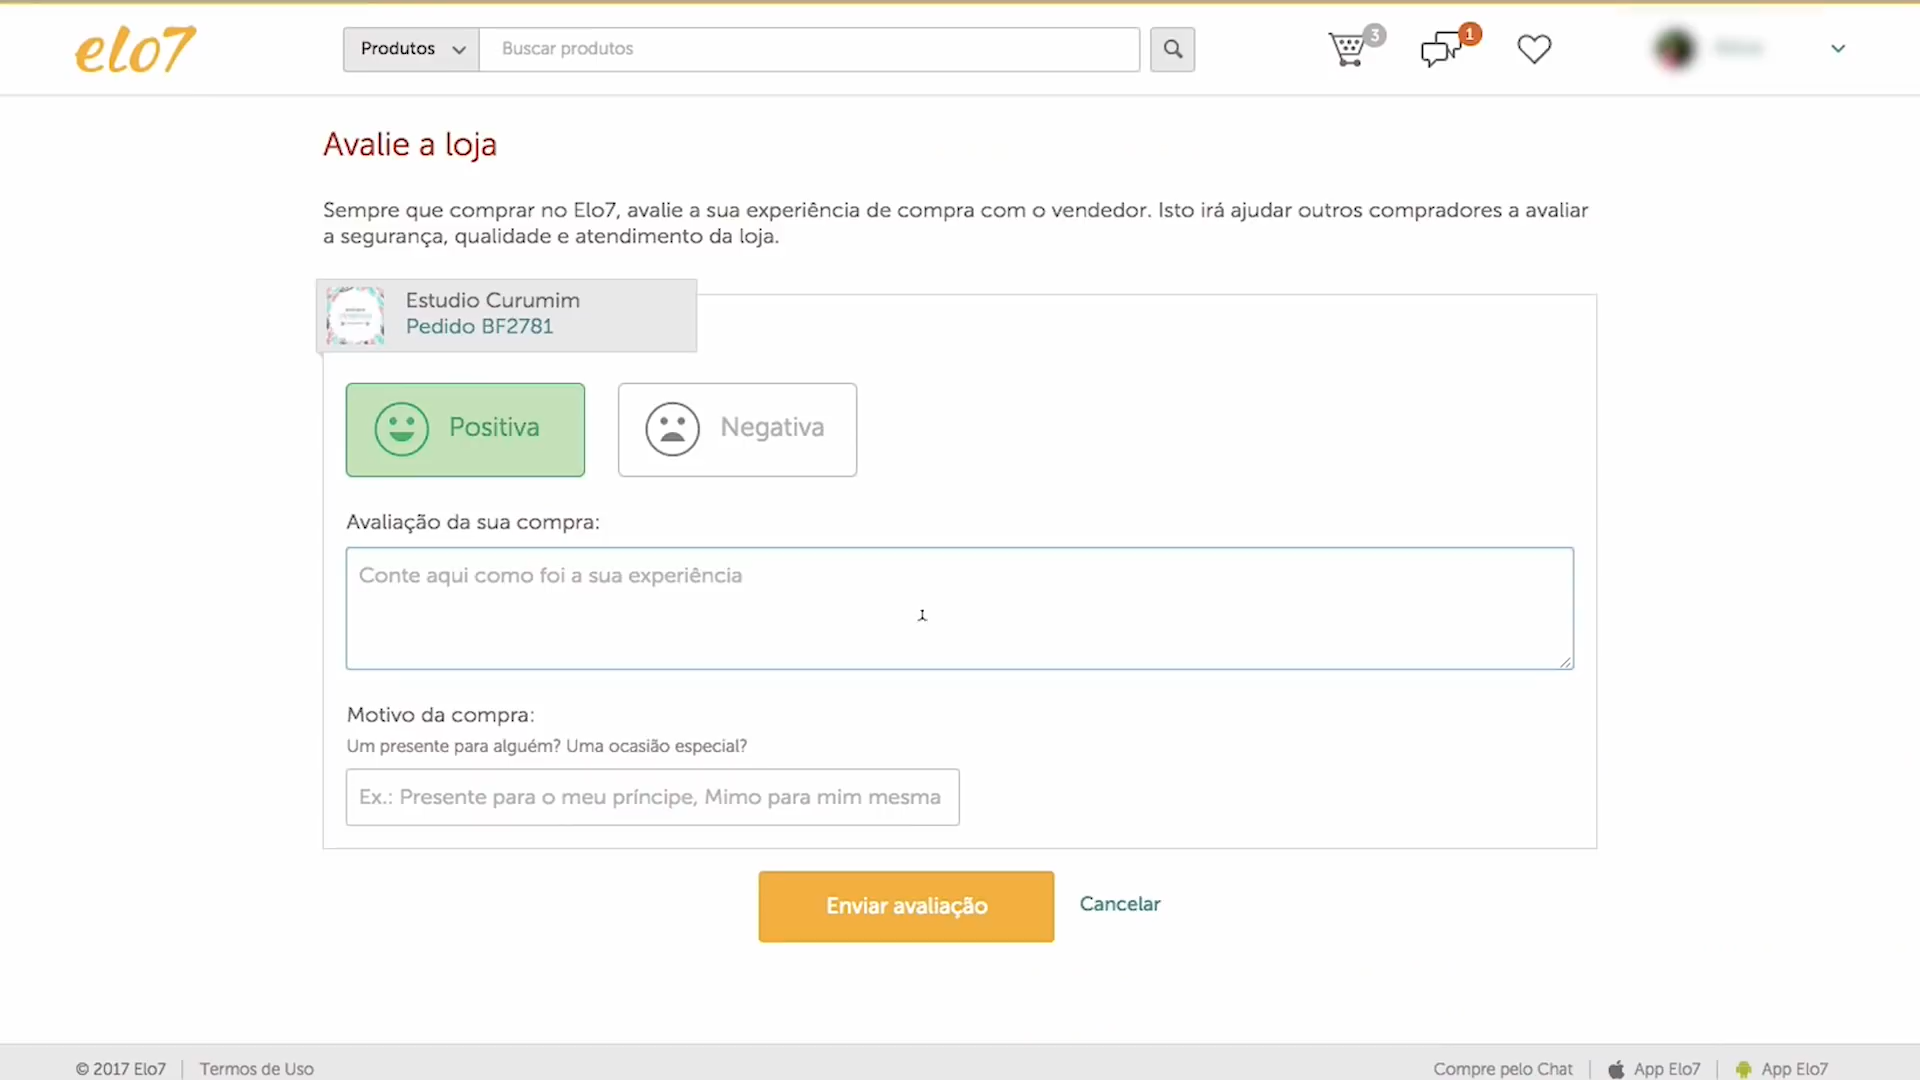 elo7
Produtos
Buscar produtos
3
1
Avalie a loja
Sempre que comprar no Elo7, avalie a sua experiência de compra com o vendedor. Isto irá ajudar outros compradores a avaliar
a segurança, qualidade e atendimento da loja.
Estudio Curumim
Pedido BF2781
Positiva
Negativa
Avaliação da sua compra:
Conte aqui como foi a sua experiência
Motivo da compra:
Um presente para alguém? Uma ocasião especial?
Ex.: Presente para o meu príncipe, Mimo para mim mesma
Enviar avaliação
Cancelar
© 2017 Elo7
Termos de Uso
Compre pelo Chat
App Elo7
App Elo7